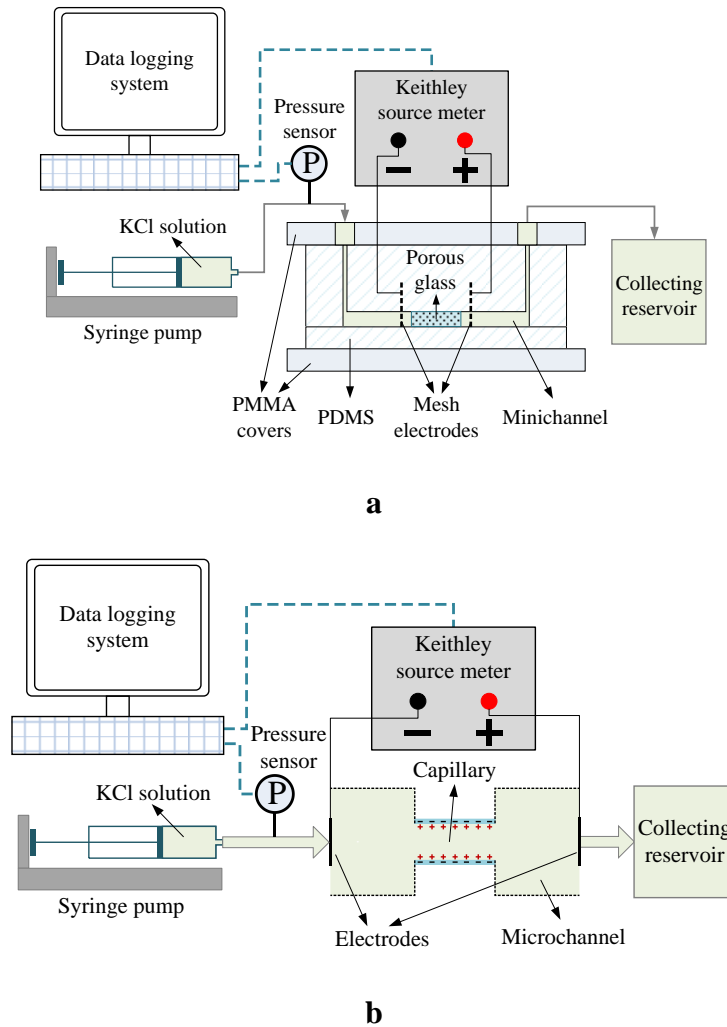 Data logging
system
Pressure
sensor
P
Keithley
source meter
KCl solution
Syringe pump
Porous
glass
Collecting
reservoir
PMMA
covers
PDMS
Mesh
electrodes
Minichannel
a
Data logging
system
Keithley
source meter
Pressure
sensor
P
KCl solution
Capillary
Collecting
reservoir
Syringe pump
Electrodes
Microchannel
b